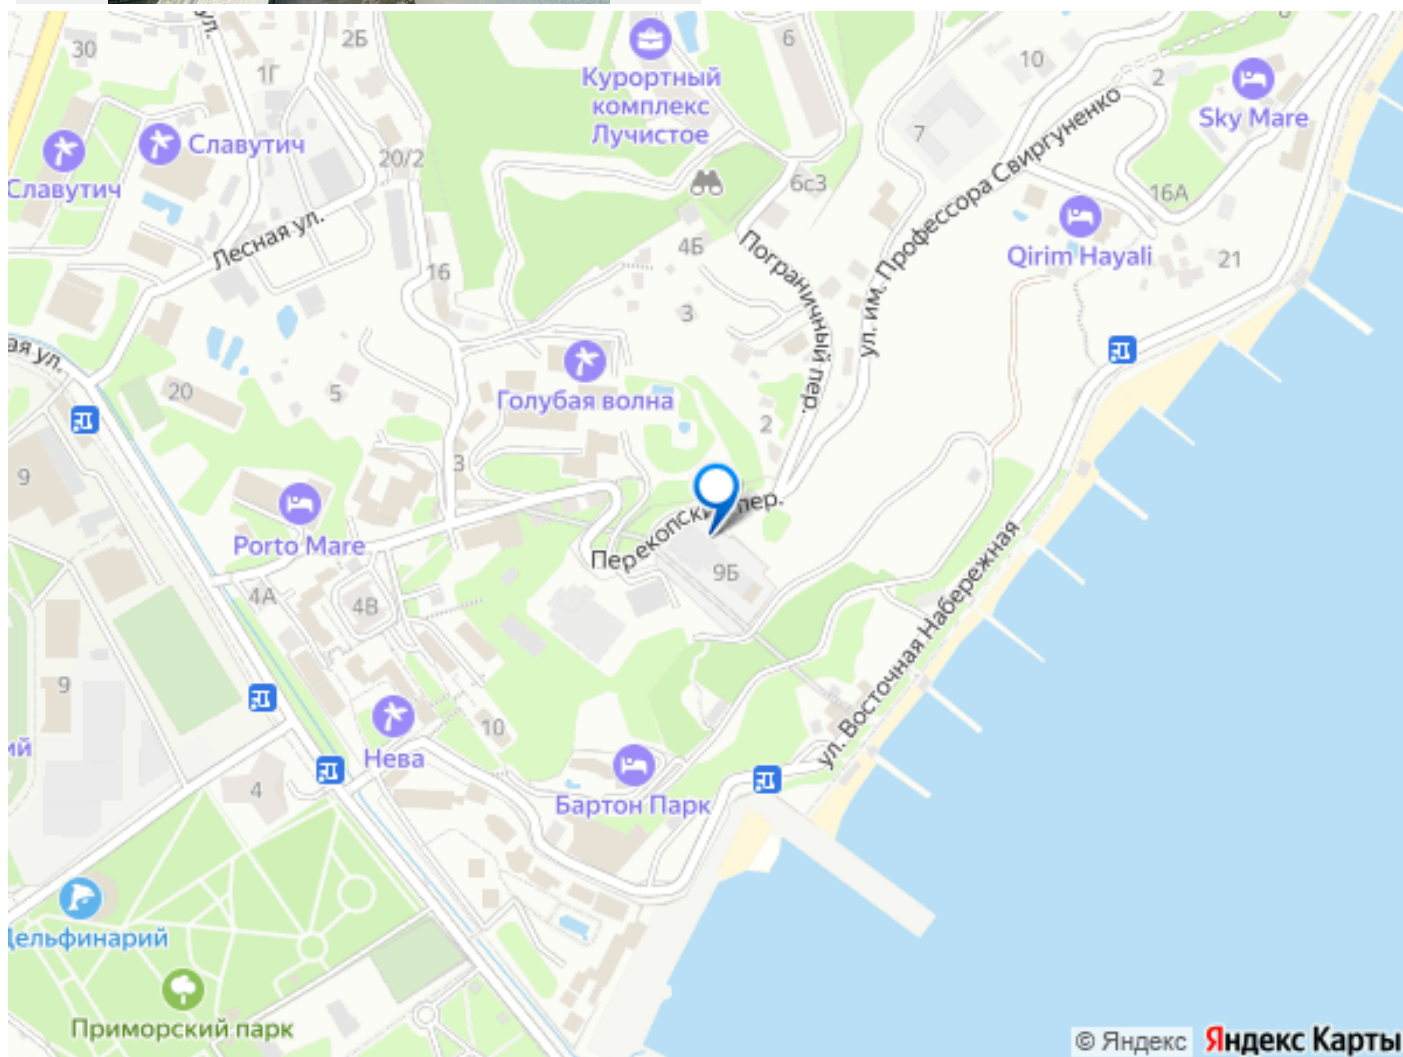 ул.
30
2Б
6
10
8
1Г
Курортный
комплекс
Лучистое
2
Sky Mare
Славутич
Славутич
20/2
7
6с3
ул. им. Профессора Свиргуненко
16А
Лесная ул.
4Б
Пограничный пер.
Qirim Hayali
21
16
3
ая ул.
20
5
Голубая волна
2
9
3
Porto Mare
Перекопский пер.
9Б
4А
4В
ул. Восточная Набережная
9
ий
10
Нева
4
Бартон Парк
Дельфинарий
Приморский парк
© Яндекс Яндекс Карты